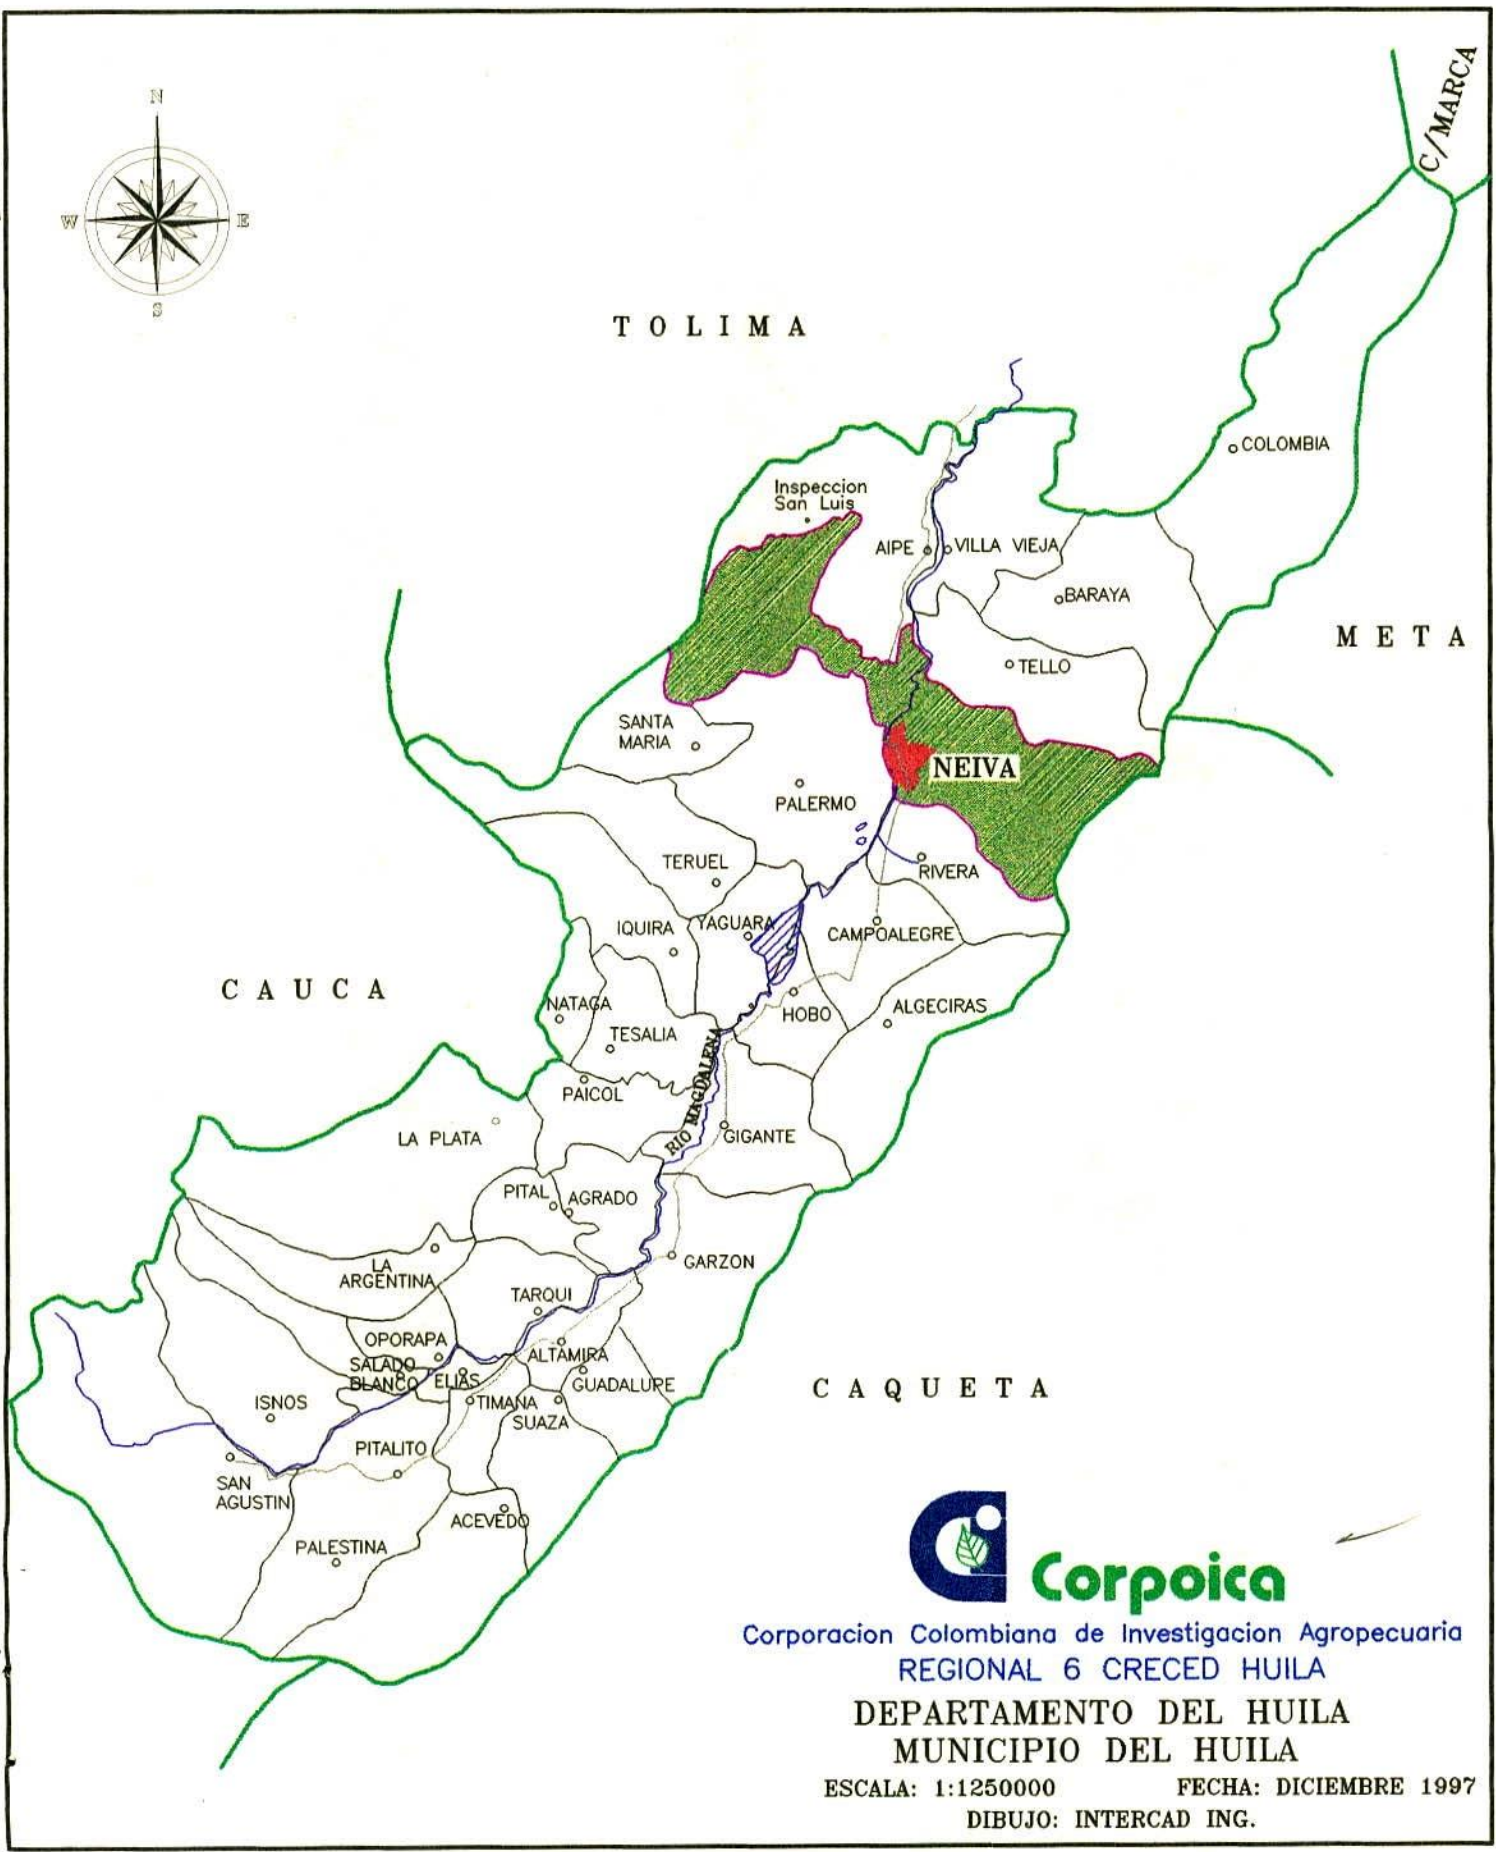 C/MARCA
N
W
E
S
TOLIMA
COLOMBIA
Inspeccion
San Luis
AIPE
VILLA VIEJA
BARAYA
META
TELLO
SANTA
MARIA
NEIVA
PALERMO
TERUEL
RIVERA
IQUIRA
YAGUARA
CAMPOALEGRE
CAUCA
NATAGA
HOBO
ALGECIRAS
TESALIA
PAICOL
RIO MAGDALENA
LA PLATA
GIGANTE
PITAL
AGRADO
GARZON
LA
ARGENTINA
TARQUI
OPORAPA
ALTAMIRA
SALADO
BLANCO
ELIAS
GUADALUPE
CAQUETA
ISNOS
TIMANA
SUAZA
PITALITO
SAN
AGUSTIN
ACEVEDO
PALESTINA
Corpoica
Corporacion Colombiana de Investigacion Agropecuaria
REGIONAL 6 CRECED HUILA
DEPARTAMENTO DEL HUILA
MUNICIPIO DEL HUILA
ESCALA: 1:1250000 FECHA: DICIEMBRE 1997
DIBUJO: INTERCAD ING.